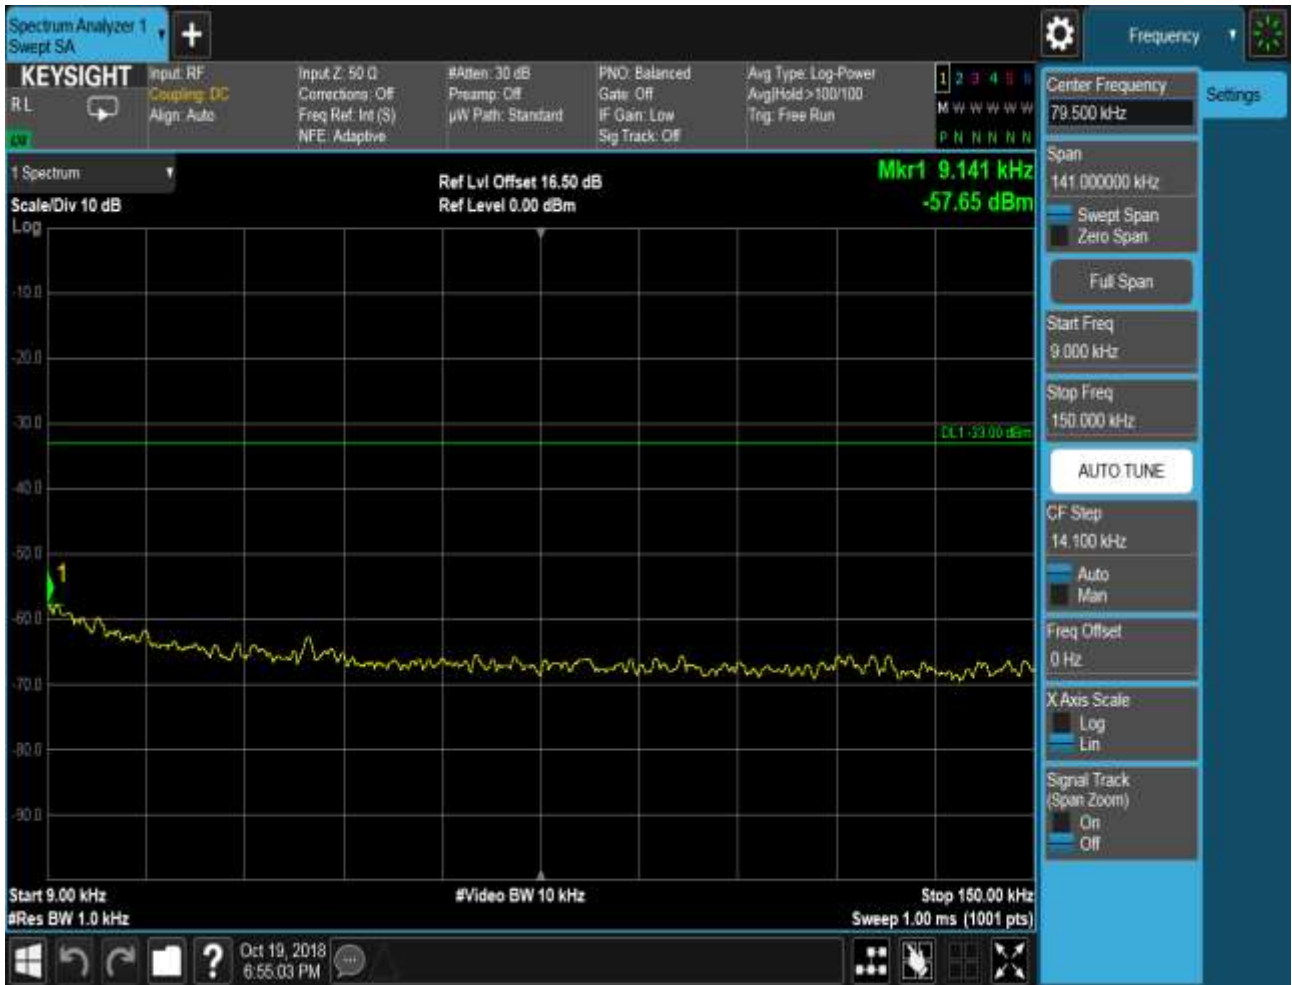 Spectrum Analyzer 1
Swept SA
+
Frequency
KEYSIGHT
RL
LXI
Input: RF
Coupling: DC
Align: Auto
Input Z: 50 Ω
Corrections: Off
Freq Ref: Int (S)
NFE: Adaptive
#Atten: 30 dB
Preamp: Off
µW Path: Standard
PNO: Balanced
Gate: Off
IF Gain: Low
Sig Track: Off
Avg Type: Log-Power
Avg|Hold:>100/100
Trig: Free Run
1 2 3 4 5 6
M W W W W W
P N N N N N
1 Spectrum
Scale/Div 10 dB
Log
Ref Lvl Offset 16.50 dB
Ref Level 0.00 dBm
Mkr1 9.141 kHz
-57.65 dBm
-10.0
-20.0
-30.0
DL1 -33.00 dBm
-40.0
-50.0
1
-60.0
-70.0
-80.0
-90.0
Start 9.00 kHz
#Res BW 1.0 kHz
#Video BW 10 kHz
Stop 150.00 kHz
Sweep 1.00 ms (1001 pts)
?
Oct 19, 2018
6:55:03 PM
Center Frequency
79.500 kHz
Settings
Span
141.000000 kHz
Swept Span
Zero Span
Full Span
Start Freq
9.000 kHz
Stop Freq
150.000 kHz
AUTO TUNE
CF Step
14.100 kHz
Auto
Man
Freq Offset
0 Hz
X Axis Scale
Log
Lin
Signal Track
(Span Zoom)
On
Off